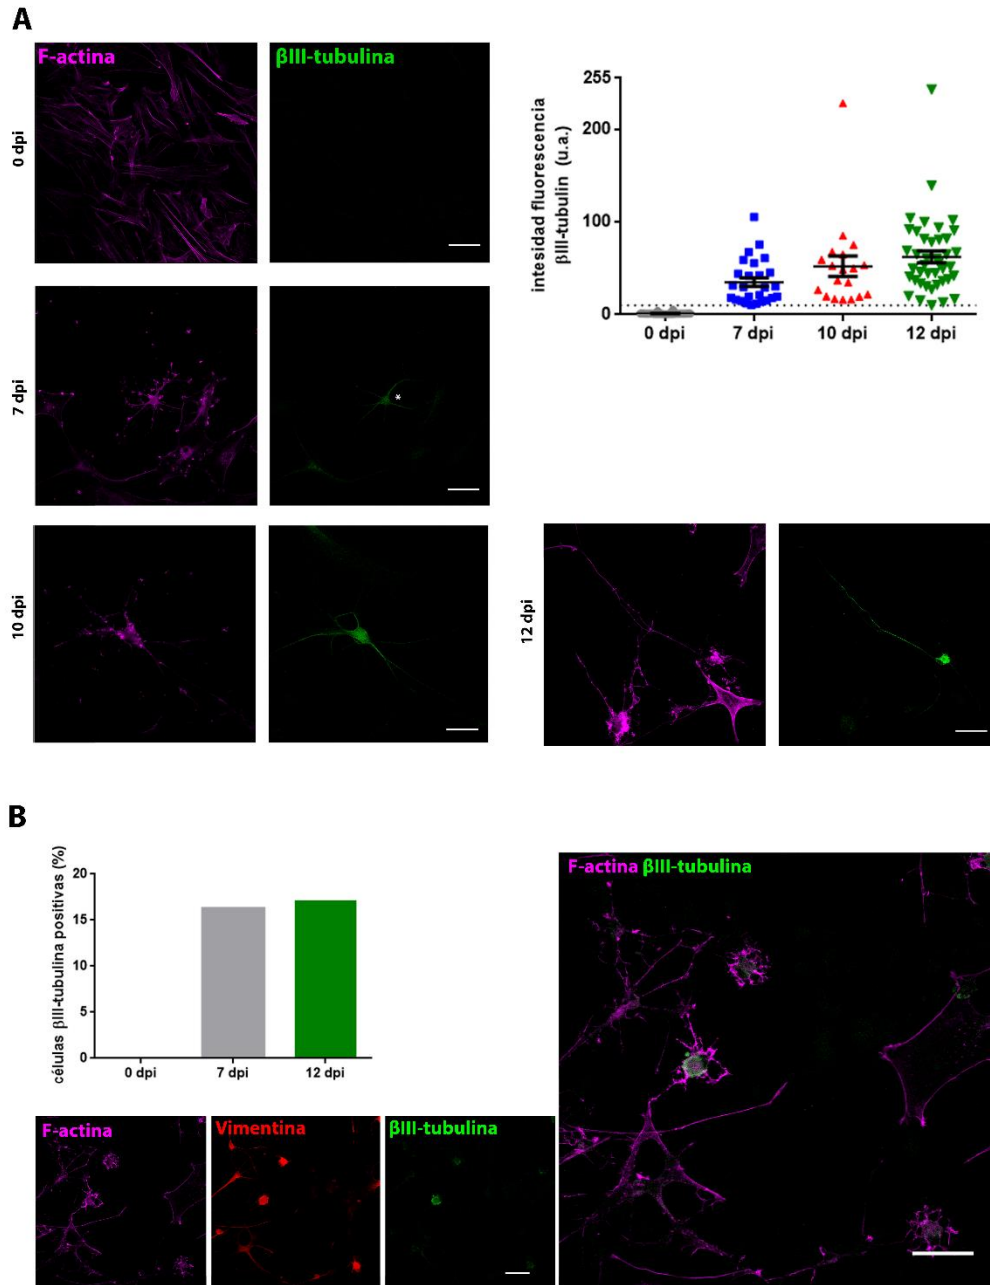 A
F-actina
βIII-tubulina
0 dpi
7 dpi
*
10 dpi
intesidad fluorescencia
βIII-tubulin (u.a.)
255
200
100
0
0 dpi
7 dpi
10 dpi
12 dpi
12 dpi
B
células βIII-tubulina positivas (%)
20
15
10
5
0
0 dpi
7 dpi
12 dpi
F-actina
Vimentina
βIII-tubulina
F-actina βIII-tubulina